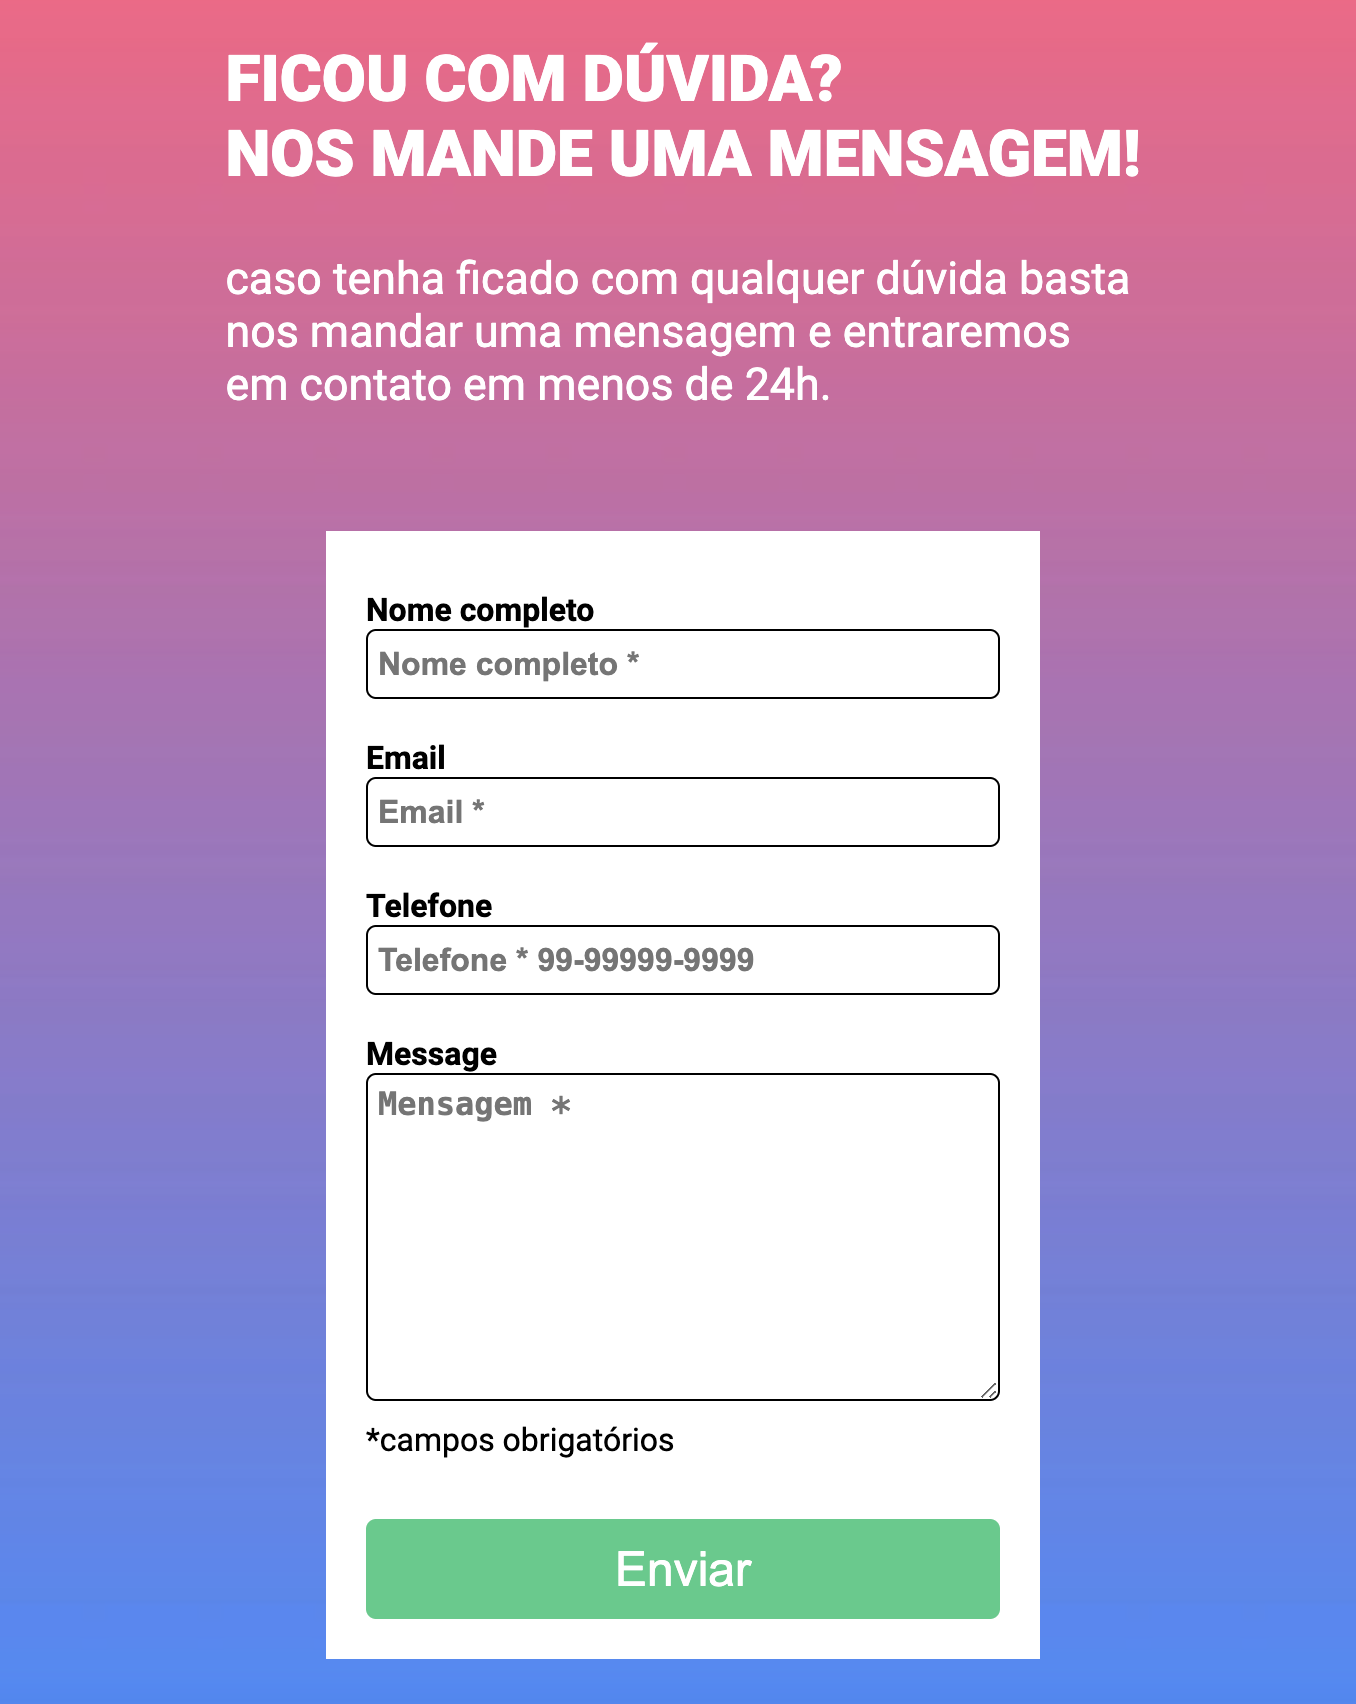 FICOU COM DÚVIDA?
NOS MANDE UMA MENSAGEM!
caso tenha ficado com qualquer dúvida basta
nos mandar uma mensagem e entraremos
em contato em menos de 24h.
Nome completo
Nome completo *
Email
Email *
Telefone
Telefone * 99-99999-9999
Message
Mensagem *
*campos obrigatórios
Enviar